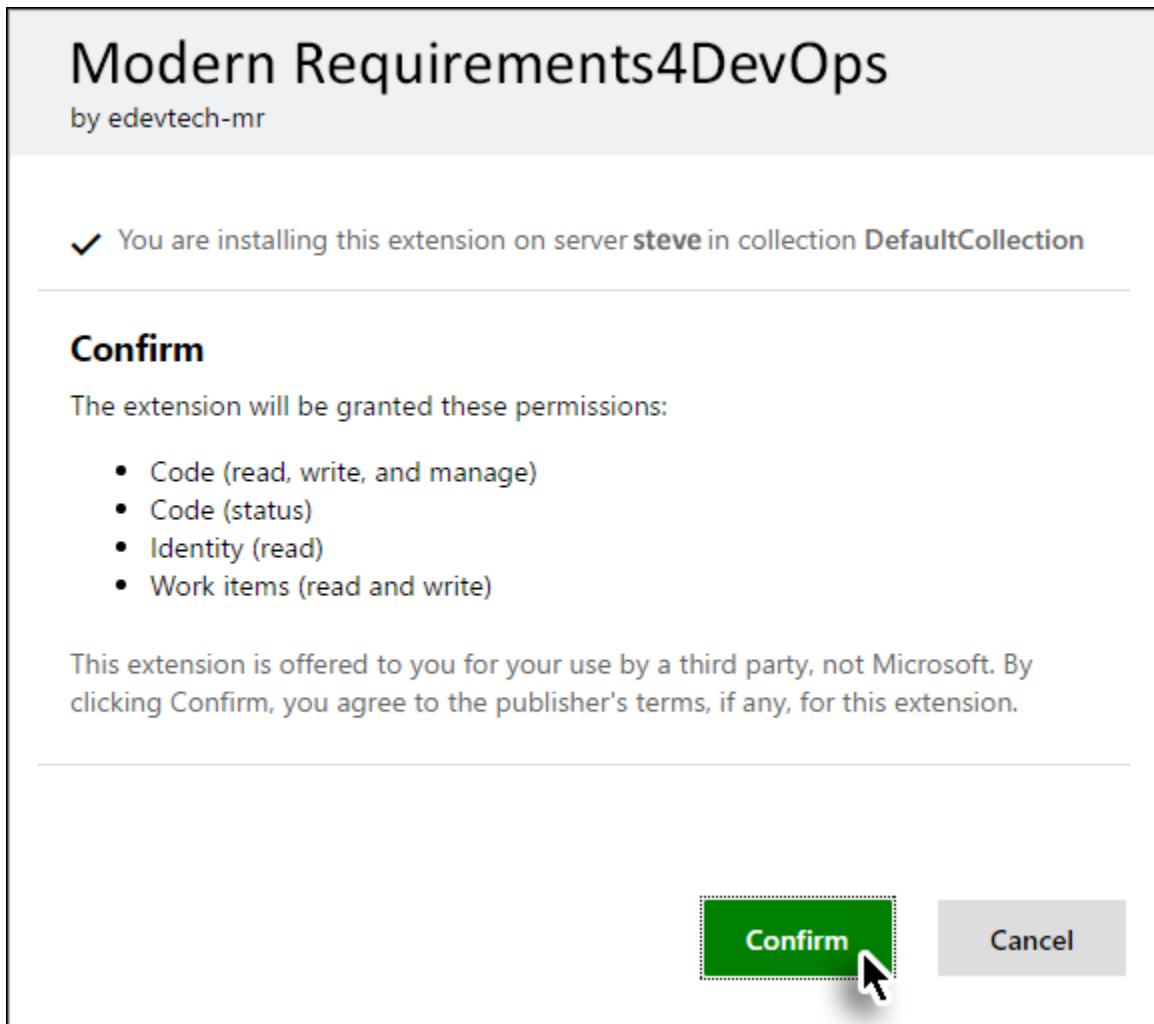 Modern Requirements4DevOps
by edevtech-mr
You are installing this extension on server steve in collection DefaultCollection
Confirm
The extension will be granted these permissions:
• Code (read, write, and manage)
• Code (status)
• Identity (read)
• Work items (read and write)
This extension is offered to you for your use by a third party, not Microsoft. By
clicking Confirm, you agree to the publisher's terms, if any, for this extension.
Confirm Cancel